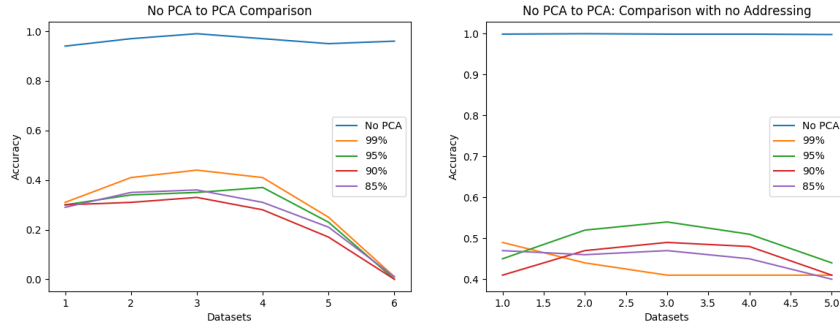 No PCA to PCA Comparison
1.0
0.8
0.6
0.4
0.2
0.0
Accuracy
No PCA
99%
95%
90%
85%
1 2 3 4 5 6
Datasets
No PCA to PCA: Comparison with no Addressing
1.0
0.9
0.8
0.7
0.6
0.5
0.4
Accuracy
No PCA
99%
95%
90%
85%
1.0 1.5 2.0 2.5 3.0 3.5 4.0 4.5 5.0
Datasets